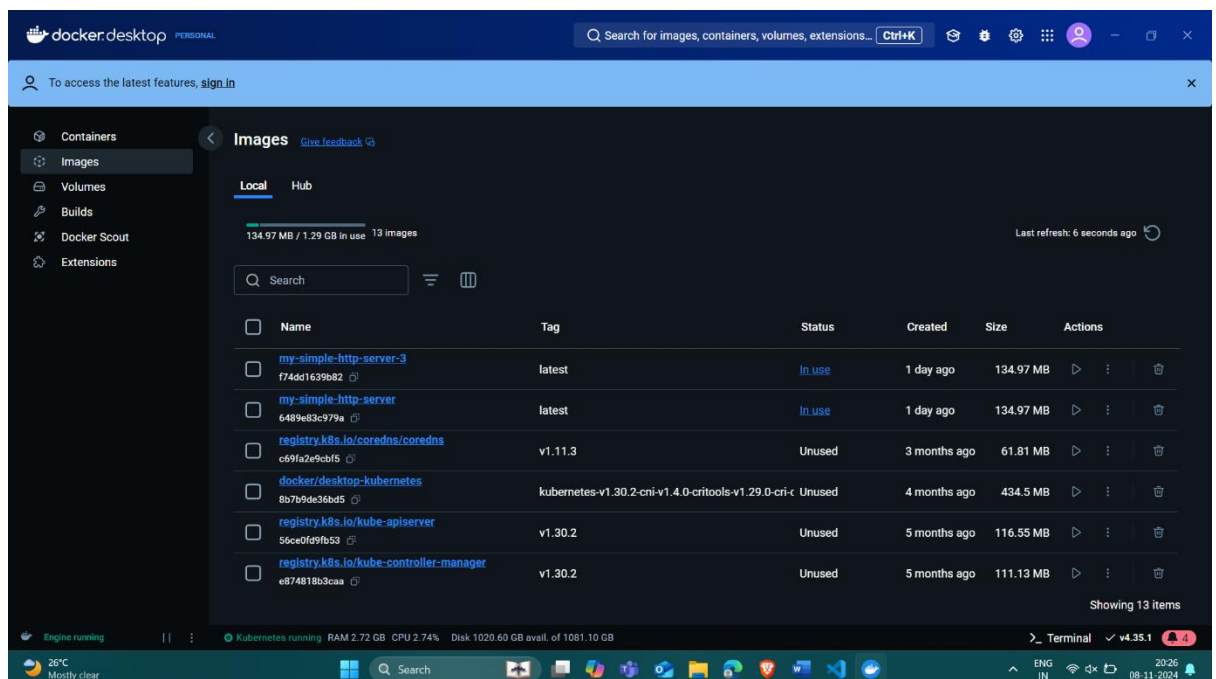 docker.desktop PERSONAL
Search for images, containers, volumes, extensions... Ctrl+K
To access the latest features, sign in
Containers
Images
Volumes
Builds
Docker Scout
Extensions
Images Give feedback
Local Hub
134.97 MB / 1.29 GB in use 13 images
Last refresh: 6 seconds ago
Search
Name Tag Status Created Size Actions
my-simple-http-server-3
f74dd1639b82
latest In use 1 day ago 134.97 MB
my-simple-http-server
6489e83c979a
latest In use 1 day ago 134.97 MB
registry.k8s.io/coredns/coredns
c69fa2e9cbf5
v1.11.3 Unused 3 months ago 61.81 MB
docker/desktop-kubernetes
8b7b9de36bd5
kubernetes-v1.30.2-cni-v1.4.0-critools-v1.29.0-cri-c Unused 4 months ago 434.5 MB
registry.k8s.io/kube-apiserver
56ce0fd9fb53
v1.30.2 Unused 5 months ago 116.55 MB
registry.k8s.io/kube-controller-manager
e874818b3caa
v1.30.2 Unused 5 months ago 111.13 MB
Showing 13 items
Engine running Kubernetes running RAM 2.72 GB CPU 2.74% Disk 1020.60 GB avail. of 1081.10 GB >_ Terminal v4.35.1 4
26°C
Mostly clear
Search
ENG
IN
20:26
08-11-2024